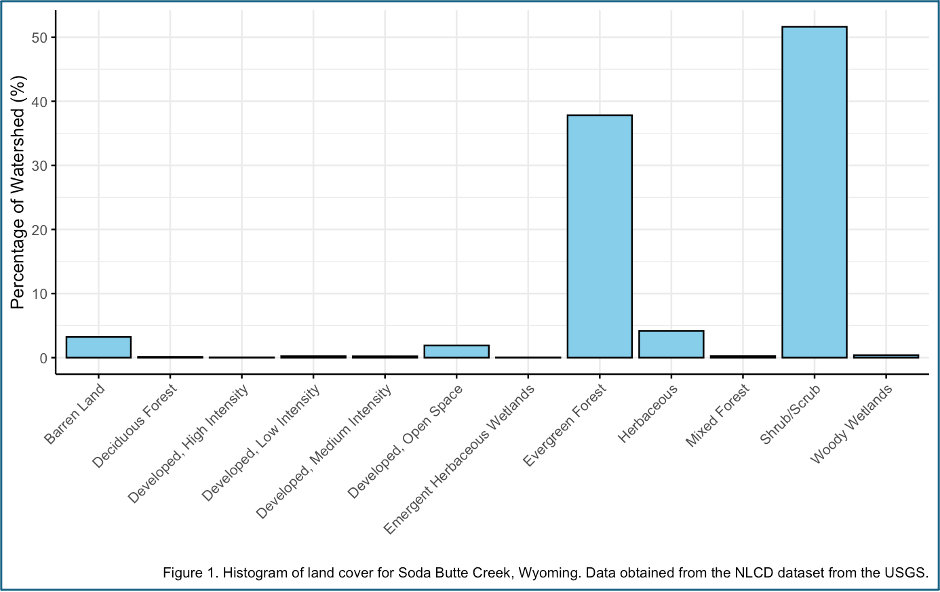 Percentage of Watershed (%)
50
40
30
20
10
0
Barren Land
Deciduous Forest
Developed, High Intensity
Developed, Low Intensity
Developed, Medium Intensity
Developed, Open Space
Emergent Herbaceous Wetlands
Evergreen Forest
Herbaceous
Mixed Forest
Shrub/Scrub
Woody Wetlands
Figure 1. Histogram of land cover for Soda Butte Creek, Wyoming. Data obtained from the NLCD dataset from the USGS.